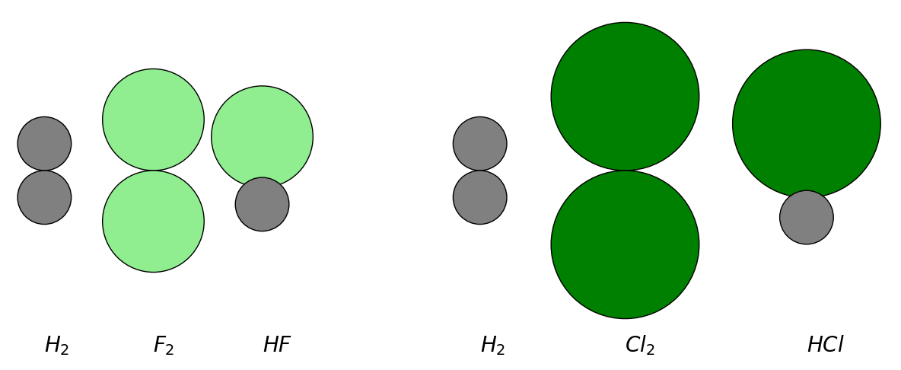 H₂ F₂ HF H₂ Cl₂ HCl